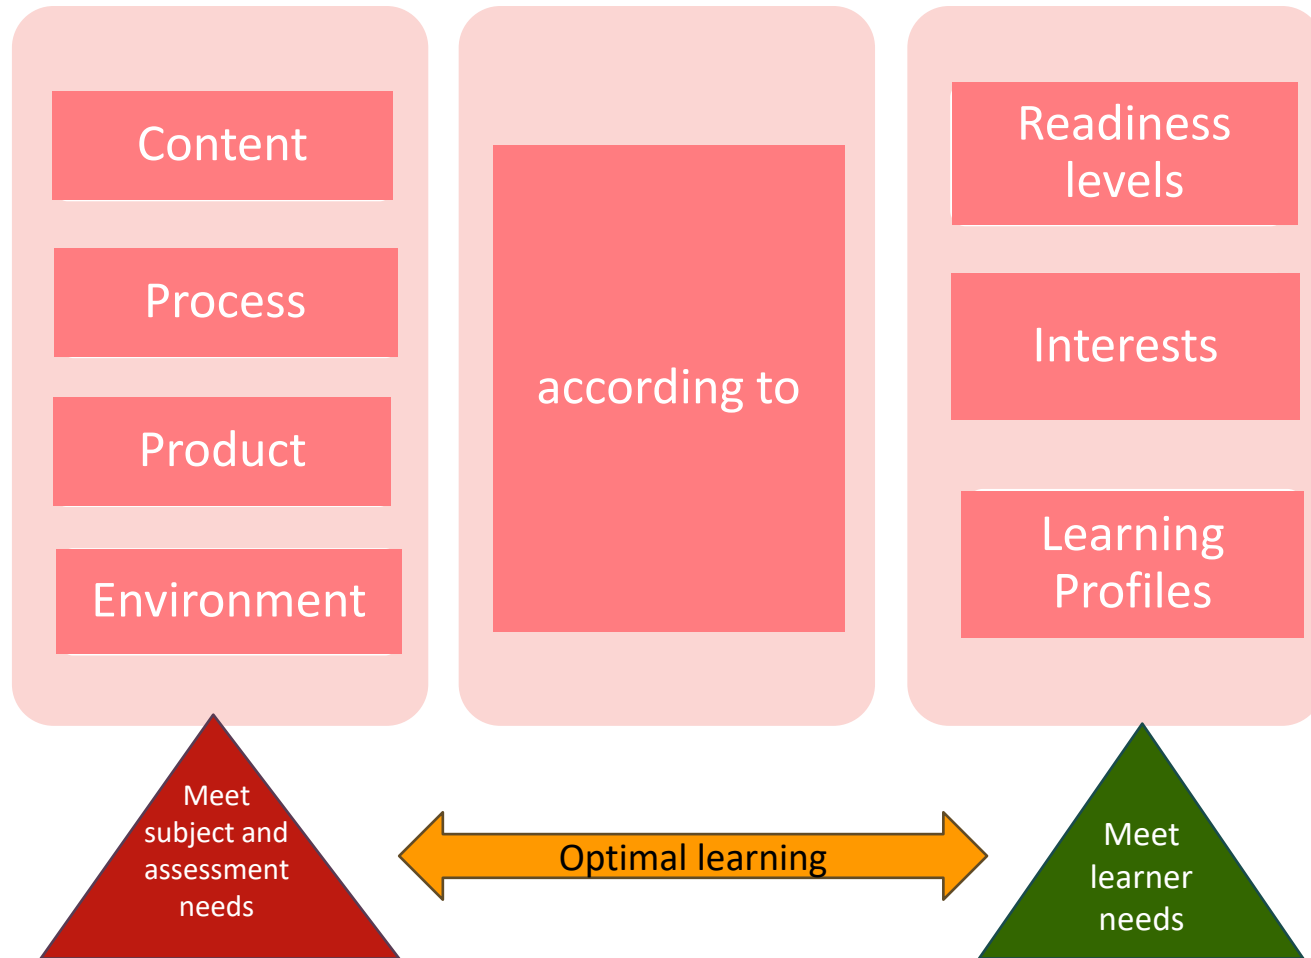 Content
Process
Product
Environment
according to
Readiness
levels
Interests
Learning
Profiles
Meet
subject and
assessment
needs
Optimal learning
Meet
learner
needs